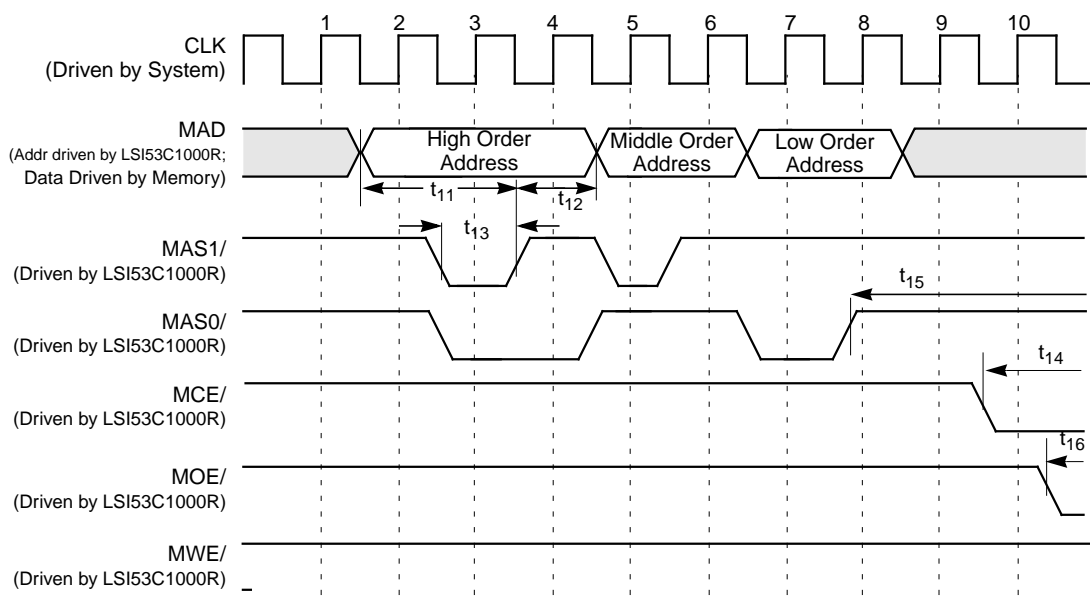 1 2 3 4 5 6 7 8 9 10
CLK
(Driven by System)
MAD
(Addr driven by LSI53C1000R;
Data Driven by Memory)
High Order
Address
Middle Order
Address
Low Order
Address
t11
t12
t13
MAS1/
(Driven by LSI53C1000R)
t15
MAS0/
(Driven by LSI53C1000R)
t14
MCE/
(Driven by LSI53C1000R)
t16
MOE/
(Driven by LSI53C1000R)
MWE/
(Driven by LSI53C1000R)